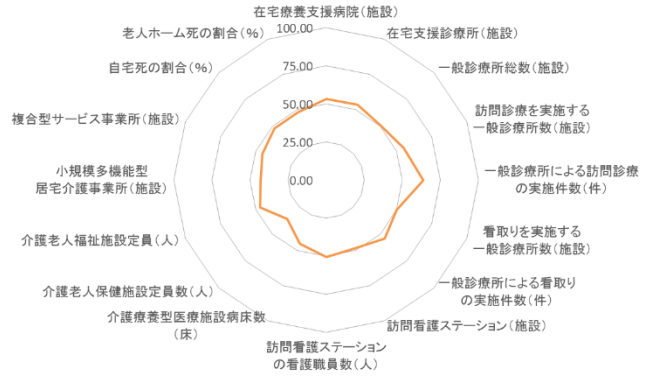 在宅療養支援病院（施設）
老人ホーム死の割合（％）
100.00
在宅支援診療所（施設）
自宅死の割合（％）
75.00
一般診療所総数（施設）
複合型サービス事業所（施設）
50.00
訪問診療を実施する
一般診療所数（施設）
25.00
小規模多機能型
居宅介護事業所（施設）
0.00
一般診療所による訪問診療
の実施件数（件）
介護老人福祉施設定員（人）
看取りを実施する
一般診療所数（施設）
介護老人保健施設定員数（人）
一般診療所による看取り
の実施件数（件）
介護療養型医療施設病床数
（床）
訪問看護ステーション（施設）
訪問看護ステーション
の看護職員数（人）